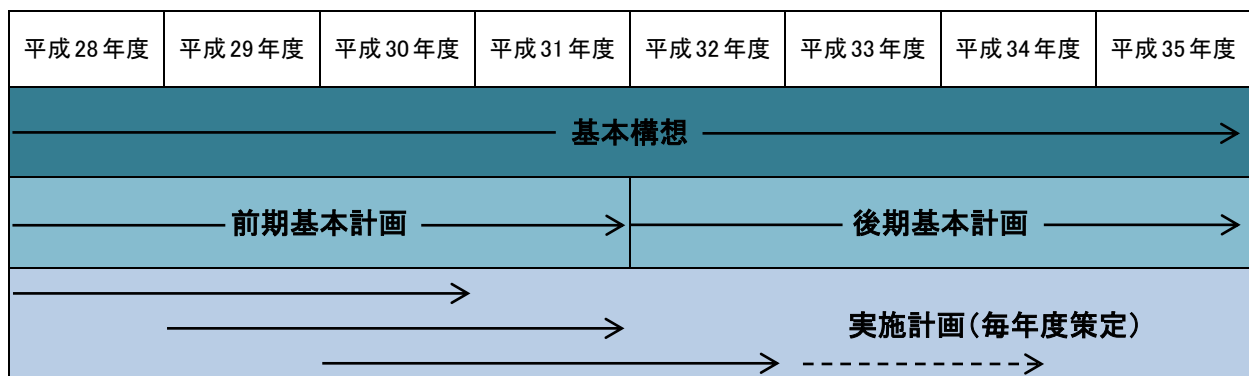 平成28年度 平成29年度 平成30年度 平成31年度 平成32年度 平成33年度 平成34年度 平成35年度
基本構想
前期基本計画 後期基本計画
実施計画（毎年度策定）